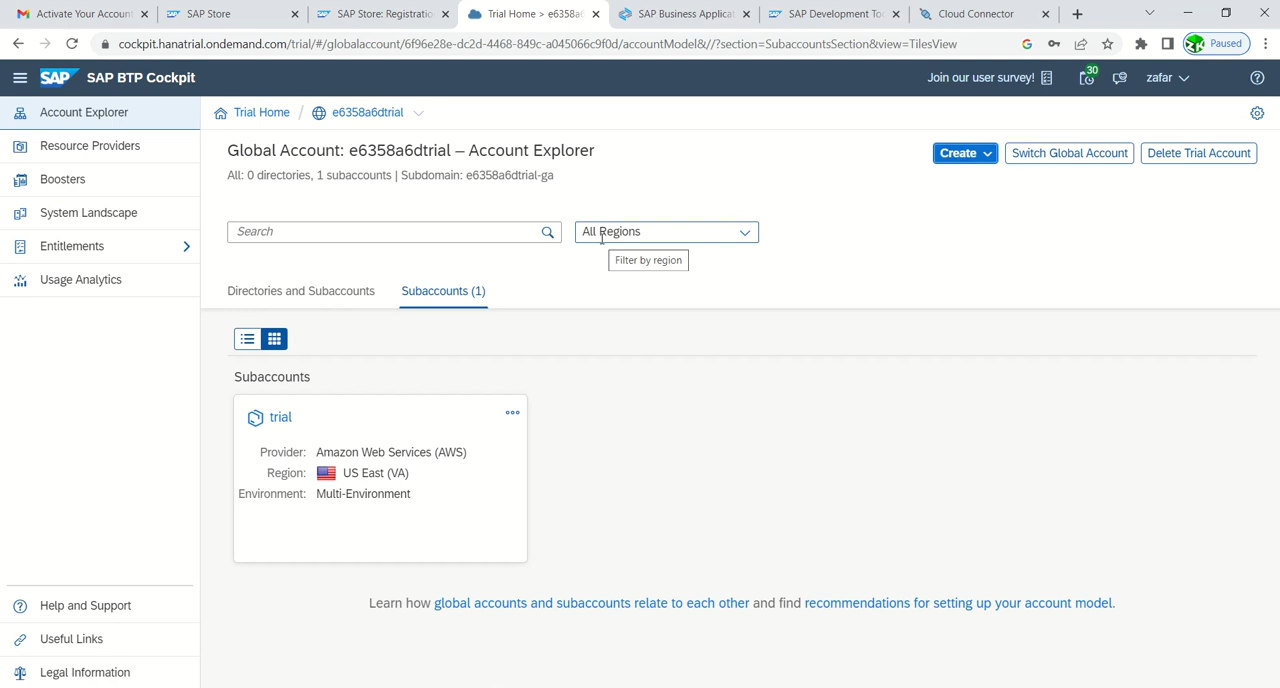 Activate Your Account
SAP Store
SAP Store: Registratio
Trial Home > e6358a6
SAP Business Applicat
SAP Development Too
Cloud Connector
cockpit.hanatrial.ondemand.com/trial/#/globalaccount/6f96e28e-dc2d-4468-849d-a045066c9f0d/accountModel&///?section=SubaccountsSection&view=TilesView
Paused
SAP SAP BTP Cockpit
Join our user survey!
30
zafar
Account Explorer
Resource Providers
Boosters
System Landscape
Entitlements
Usage Analytics
Help and Support
Useful Links
Legal Information
Trial Home / e6358a6dtrial
Global Account: e6358a6dtrial – Account Explorer
All: 0 directories, 1 subaccounts | Subdomain: e6358a6dtrial-ga
Create
Switch Global Account
Delete Trial Account
Search
All Regions
Filter by region
Directories and Subaccounts
Subaccounts (1)
Subaccounts
trial
Provider: Amazon Web Services (AWS)
Region: US East (VA)
Environment: Multi-Environment
Learn how global accounts and subaccounts relate to each other and find recommendations for setting up your account model.